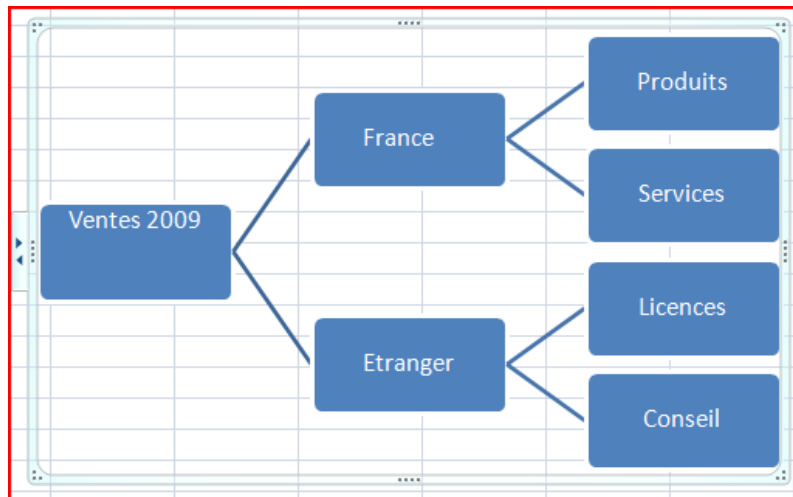 Ventes 2009
France
Produits
Services
Etranger
Licences
Conseil